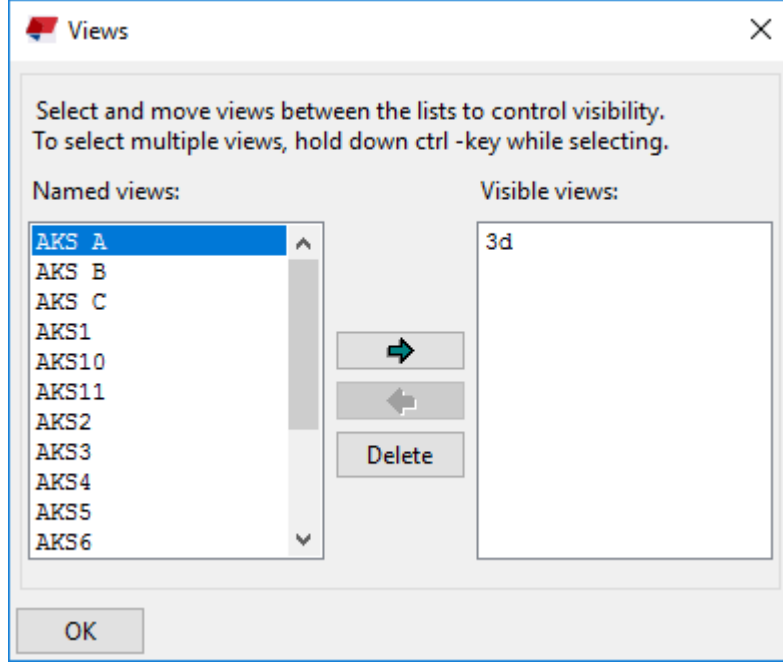 Views
Select and move views between the lists to control visibility.
To select multiple views, hold down ctrl -key while selecting.
Named views:
AKS A
AKS B
AKS C
AKS1
AKS10
AKS11
AKS2
AKS3
AKS4
AKS5
AKS6
Delete
Visible views:
3d
OK